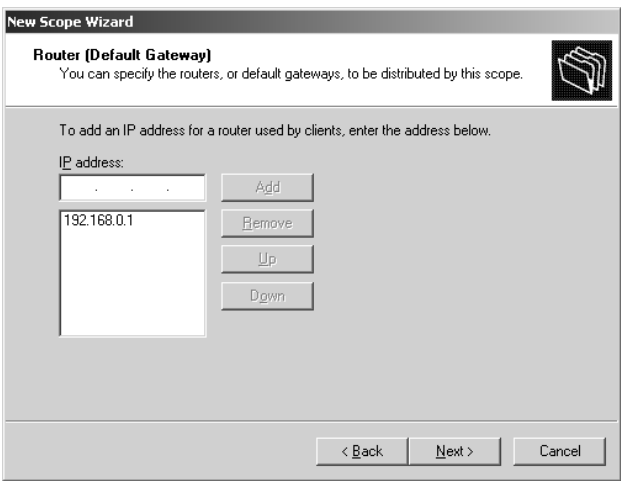 New Scope Wizard
Router (Default Gateway)
You can specify the routers, or default gateways, to be distributed by this scope.
To add an IP address for a router used by clients, enter the address below.
IP address:
. . .
Add
192.168.0.1
Remove
Up
Down
< Back
Next >
Cancel